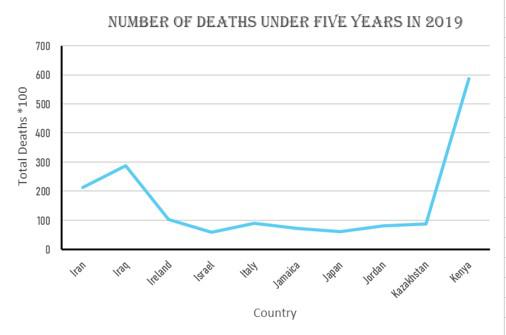 NUMBER OF DEATHS UNDER FIVE YEARS IN 2019
700
600
500
400
300
200
100
0
Total Deaths *100
Iran
Iraq
Ireland
Israel
Italy
Jamaica
Japan
Jordan
Kazakhstan
Kenya
Country